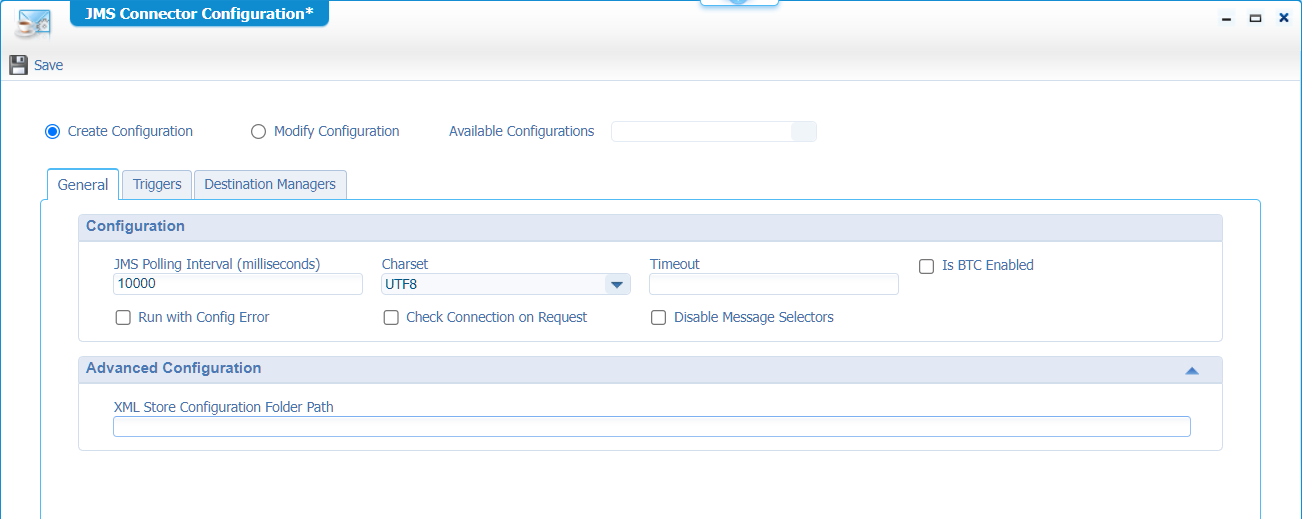 JMS Connector Configuration*
Save
Create Configuration Modify Configuration Available Configurations
General Triggers Destination Managers
Configuration
JMS Polling Interval (milliseconds) Charset Timeout Is BTC Enabled
10000 UTF8
Run with Config Error Check Connection on Request Disable Message Selectors
Advanced Configuration
XML Store Configuration Folder Path